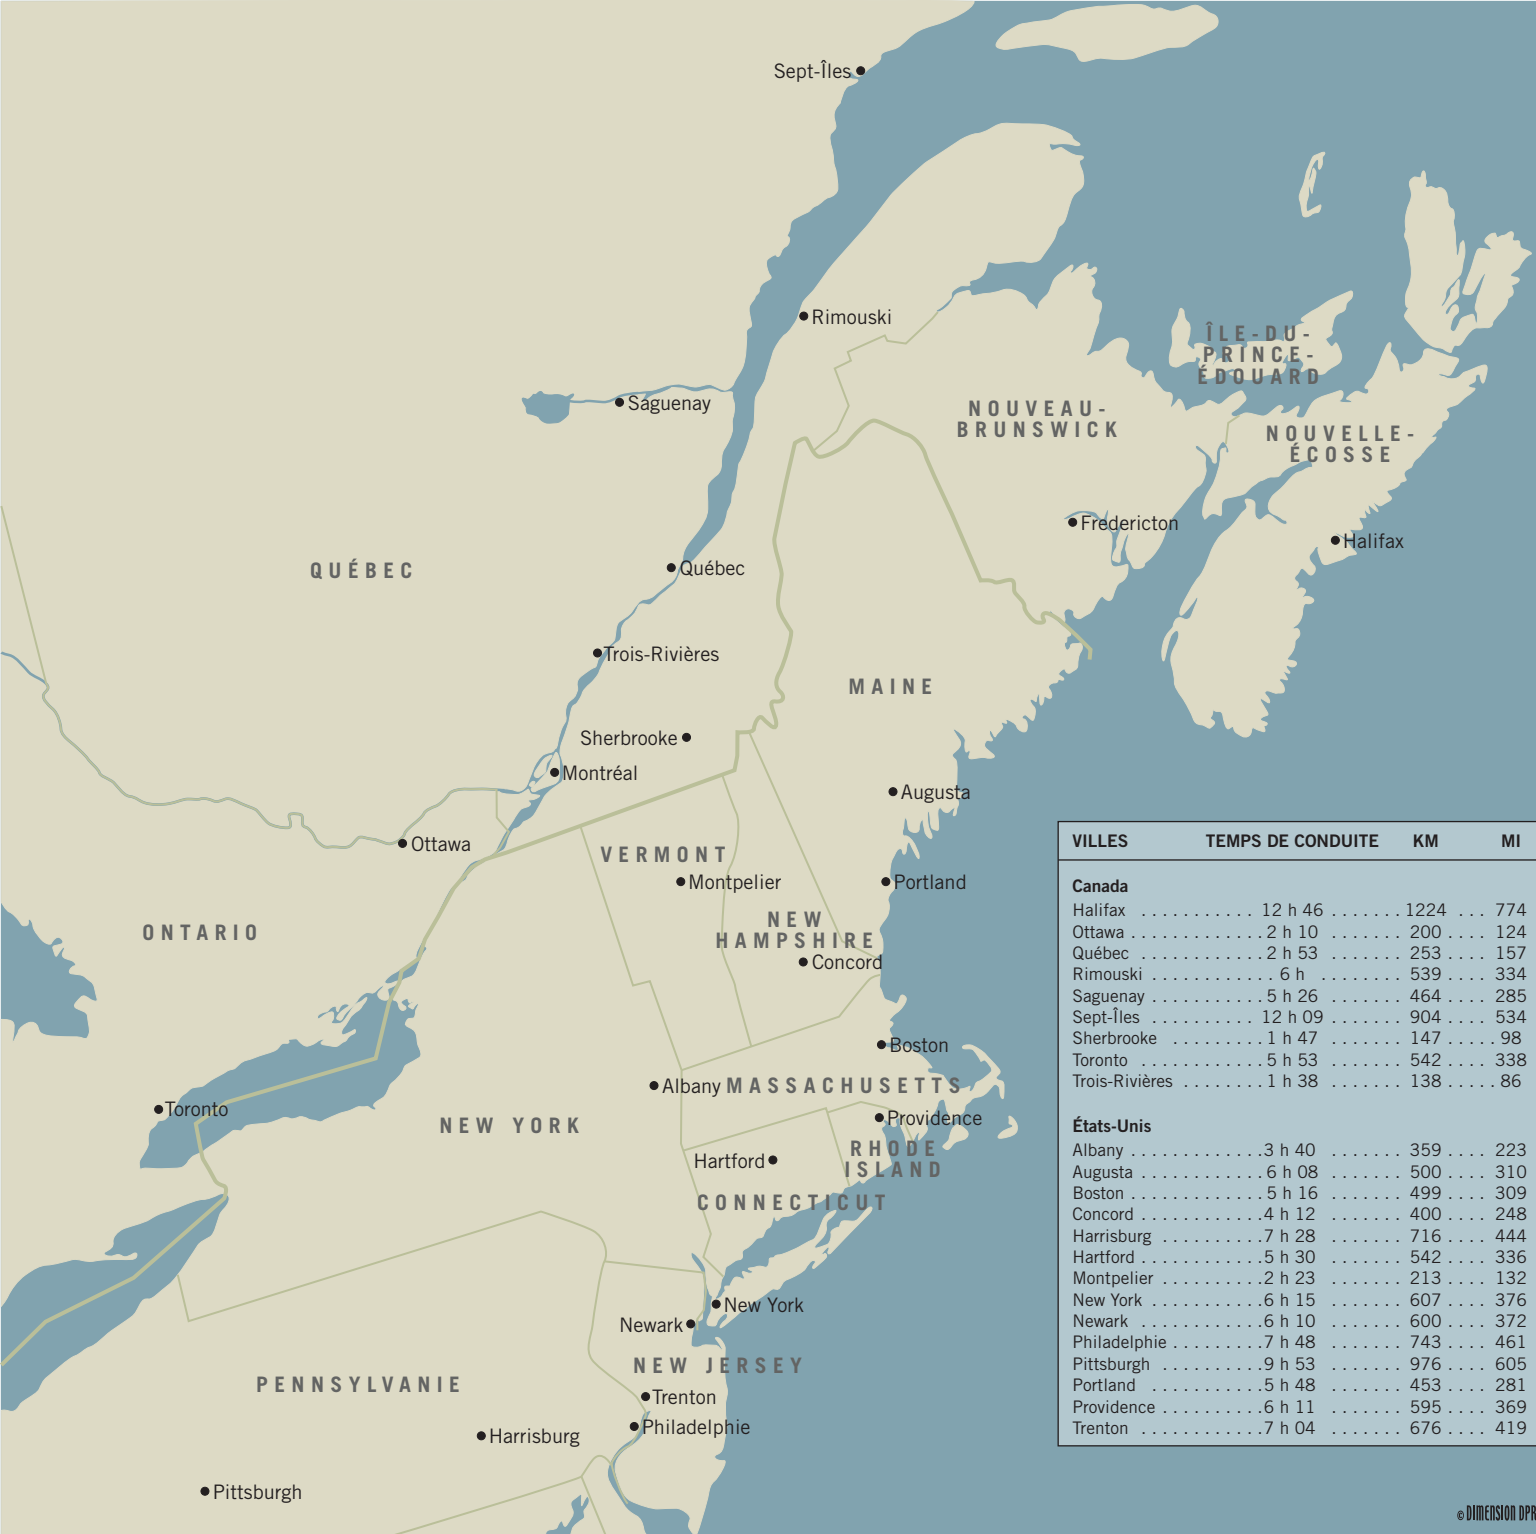 Sept-Îles
Rimouski
Saguenay
ÎLE-DU-
PRINCE-
ÉDOUARD
NOUVEAU-
BRUNSWICK
NOUVELLE-
ÉCOSSE
Fredericton
Halifax
QUÉBEC
Québec
Trois-Rivières
MAINE
Sherbrooke
Montréal
Augusta
Ottawa
VERMONT
Montpelier
Portland
NEW
HAMPSHIRE
Concord
ONTARIO
Boston
Albany
MASSACHUSETTS
Toronto
NEW YORK
Providence
RHODE
ISLAND
Hartford
CONNECTICUT
New York
Newark
NEW JERSEY
PENNSYLVANIE
Trenton
Philadelphie
Harrisburg
Pittsburgh
VILLES TEMPS DE CONDUITE KM MI
Canada
Halifax . . . . . . . . . . . 12 h 46 . . . . . . . 1224 . . . 774
Ottawa . . . . . . . . . . . . . 2 h 10 . . . . . . . 200 . . . . 124
Québec . . . . . . . . . . . . 2 h 53 . . . . . . . 253 . . . . 157
Rimouski . . . . . . . . . . . 6 h . . . . . . . . 539 . . . . 334
Saguenay . . . . . . . . . . . 5 h 26 . . . . . . . 464 . . . . 285
Sept-Îles . . . . . . . . . . 12 h 09 . . . . . . . 904 . . . . 534
Sherbrooke . . . . . . . . . 1 h 47 . . . . . . . 147 . . . . . 98
Toronto . . . . . . . . . . . . 5 h 53 . . . . . . . 542 . . . . 338
Trois-Rivières . . . . . . . . 1 h 38 . . . . . . . 138 . . . . . 86
États-Unis
Albany . . . . . . . . . . . . .3 h 40 . . . . . . . 359 . . . . 223
Augusta . . . . . . . . . . . . 6 h 08 . . . . . . . 500 . . . . 310
Boston . . . . . . . . . . . . . 5 h 16 . . . . . . . 499 . . . . 309
Concord . . . . . . . . . . . .4 h 12 . . . . . . . 400 . . . . 248
Harrisburg . . . . . . . . . .7 h 28 . . . . . . . 716 . . . . 444
Hartford . . . . . . . . . . . .5 h 30 . . . . . . . 542 . . . . 336
Montpelier . . . . . . . . . . .2 h 23 . . . . . . . 213 . . . . 132
New York . . . . . . . . . . .6 h 15 . . . . . . . 607 . . . . 376
Newark . . . . . . . . . . . .6 h 10 . . . . . . . 600 . . . . 372
Philadelphie . . . . . . . . .7 h 48 . . . . . . . 743 . . . . 461
Pittsburgh . . . . . . . . . .9 h 53 . . . . . . . 976 . . . . 605
Portland . . . . . . . . . . .5 h 48 . . . . . . . 453 . . . . 281
Providence . . . . . . . . . .6 h 11 . . . . . . . 595 . . . . 369
Trenton . . . . . . . . . . . .7 h 04 . . . . . . . 676 . . . . 419
© DIMENSION DPR